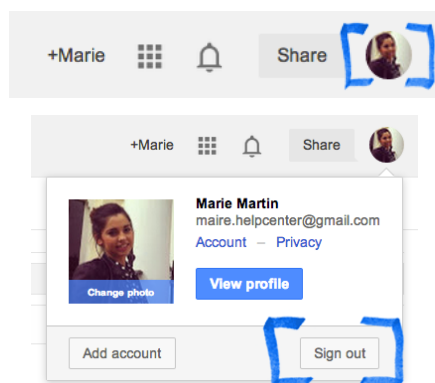 +Marie Share
+Marie Share
Marie Martin
maire.helpcenter@gmail.com
Account – Privacy
Change photo
View profile
Add account Sign out